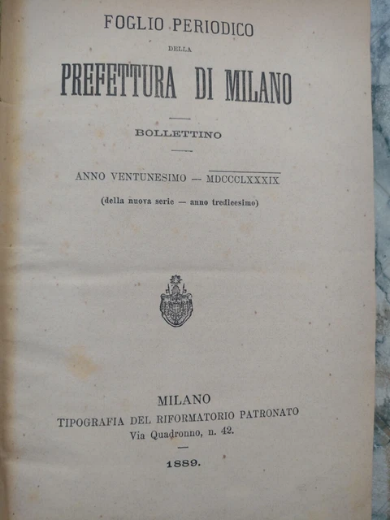 FOGLIO PERIODICO
DELLA
PREFETTURA DI MILANO
BOLLETTINO
ANNO VENTUNESIMO — MDCCCLXXXIX
(della nuova serie — anno tredicesimo)
MILANO
TIPOGRAFIA DEL RIFORMATORIO PATRONATO
Via Quadronno, n. 42.
1889.